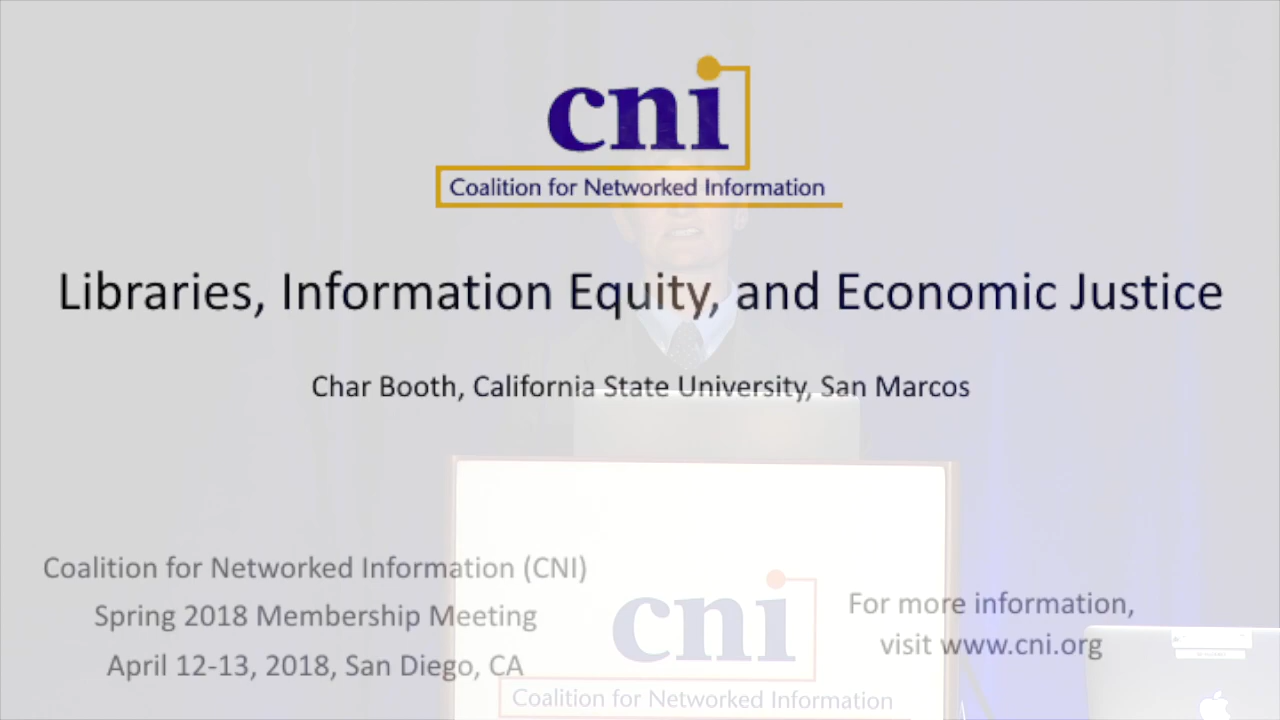 cni
Coalition for Networked Information
Libraries, Information Equity, and Economic Justice
Char Booth, California State University, San Marcos
Coalition for Networked Information (CNI)
Spring 2018 Membership Meeting
April 12-13, 2018, San Diego, CA
For more information,
visit www.cni.org
cni
Coalition for Networked Information